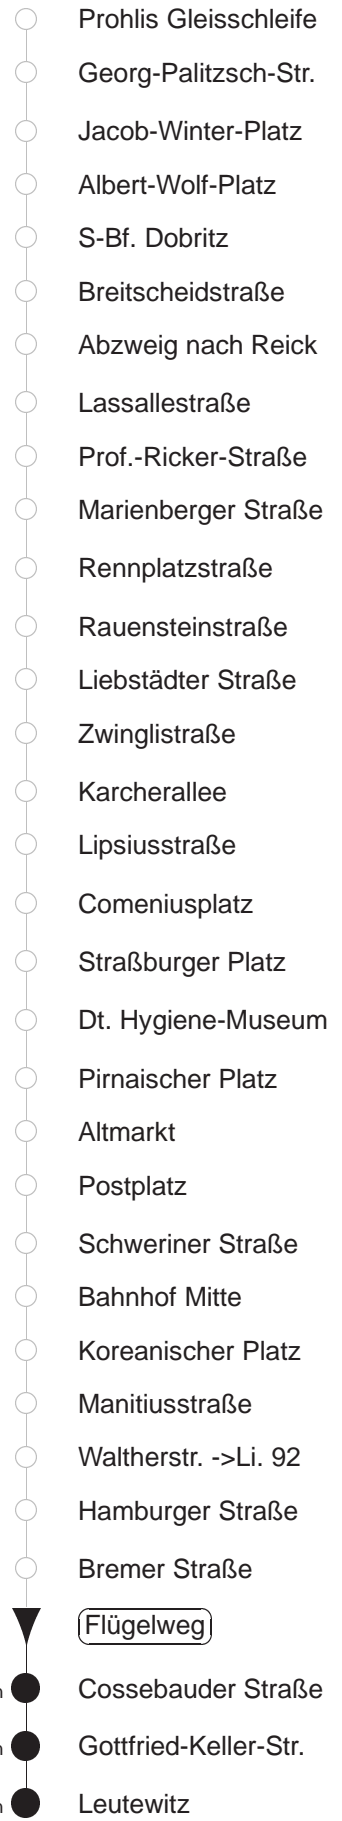 Prohlis Gleisschleife
Georg-Palitzsch-Str.
Jacob-Winter-Platz
Albert-Wolf-Platz
S-Bf. Dobritz
Breitscheidstraße
Abzweig nach Reick
Lassallestraße
Prof.-Ricker-Straße
Marienberger Straße
Rennplatzstraße
Rauensteinstraße
Liebstädter Straße
Zwinglistraße
Karcherallee
Lipsiusstraße
Comeniusplatz
Straßburger Platz
Dt. Hygiene-Museum
Pirnaischer Platz
Altmarkt
Postplatz
Schweriner Straße
Bahnhof Mitte
Koreanischer Platz
Manitiusstraße
Waltherstr. ->Li. 92
Hamburger Straße
Bremer Straße
Flügelweg
Cossebauder Straße
Gottfried-Keller-Str.
Leutewitz